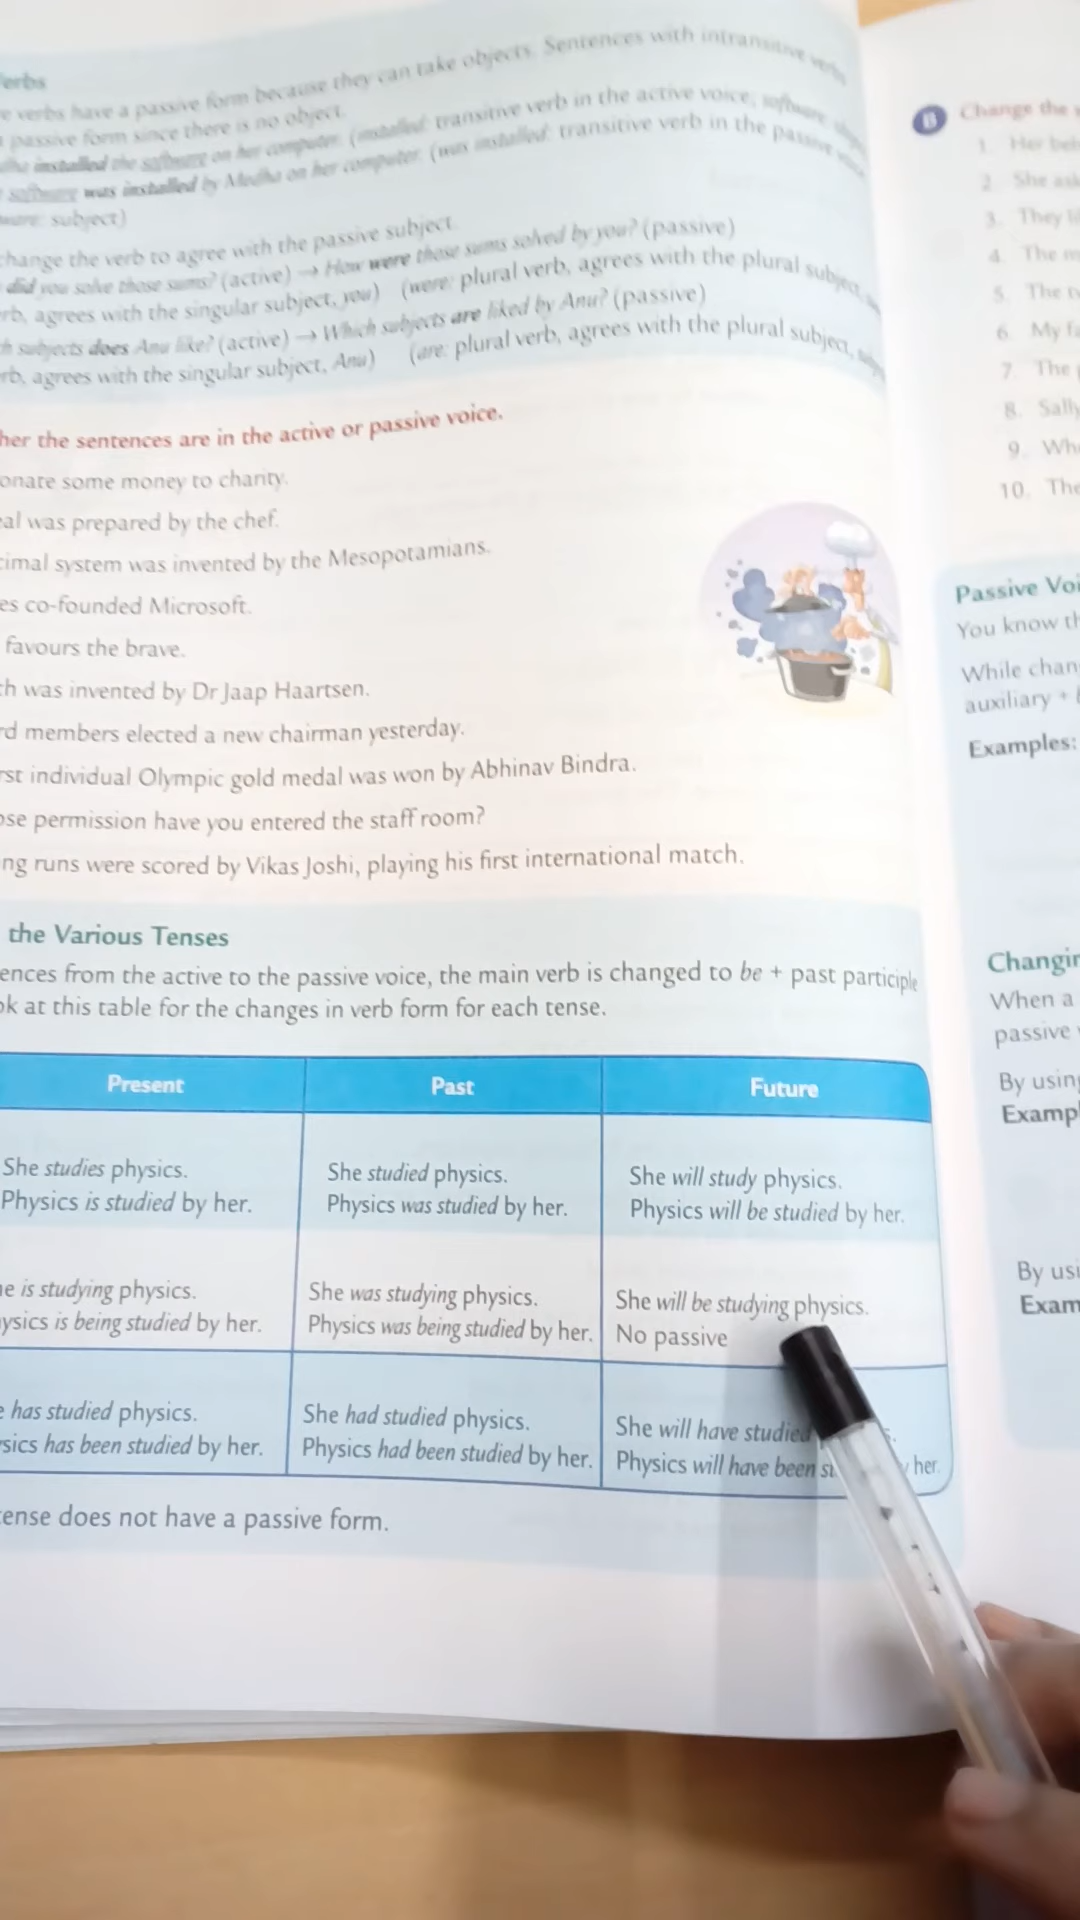 erbs
e verbs have a passive form because they can take objects. Sentences with intransitive verbs
passive form since there is no object.
installed the software on her computer. (installed: transitive verb in the active voice; software:
software was installed by Medha on her computer. (was installed: transitive verb in the passive voice
ware: subject)
hange the verb to agree with the passive subject.
did you solve those sums? (active) → How were those sums solved by you? (passive)
rb, agrees with the singular subject, you) (were: plural verb, agrees with the plural subject,
h subjects does Anu like? (active) → Which subjects are liked by Anu? (passive)
rb, agrees with the singular subject, Anu) (are: plural verb, agrees with the plural subject,
her the sentences are in the active or passive voice.
onate some money to charity.
eal was prepared by the chef.
cimal system was invented by the Mesopotamians.
es co-founded Microsoft.
favours the brave.
th was invented by Dr Jaap Haartsen.
rd members elected a new chairman yesterday.
rst individual Olympic gold medal was won by Abhinav Bindra.
ose permission have you entered the staff room?
ng runs were scored by Vikas Joshi, playing his first international match.
the Various Tenses
ences from the active to the passive voice, the main verb is changed to be + past participle
ok at this table for the changes in verb form for each tense.
Present Past Future
She studies physics. She studied physics. She will study physics.
Physics is studied by her. Physics was studied by her. Physics will be studied by her.
he is studying physics. She was studying physics. She will be studying physics.
ysics is being studied by her. Physics was being studied by her. No passive
e has studied physics. She had studied physics. She will have studied
sics has been studied by her. Physics had been studied by her. Physics will have been st her.
tense does not have a passive form.
B Change the
1. Her
2. She ask
3. They
4. The m
5. The
6. My fa
7. The
8. Sally
9. Wh
10. The
Passive Voi
You know th
While chan
auxiliary +
Examples:
Changin
When a
passive
By using
Exampl
By usi
Exam